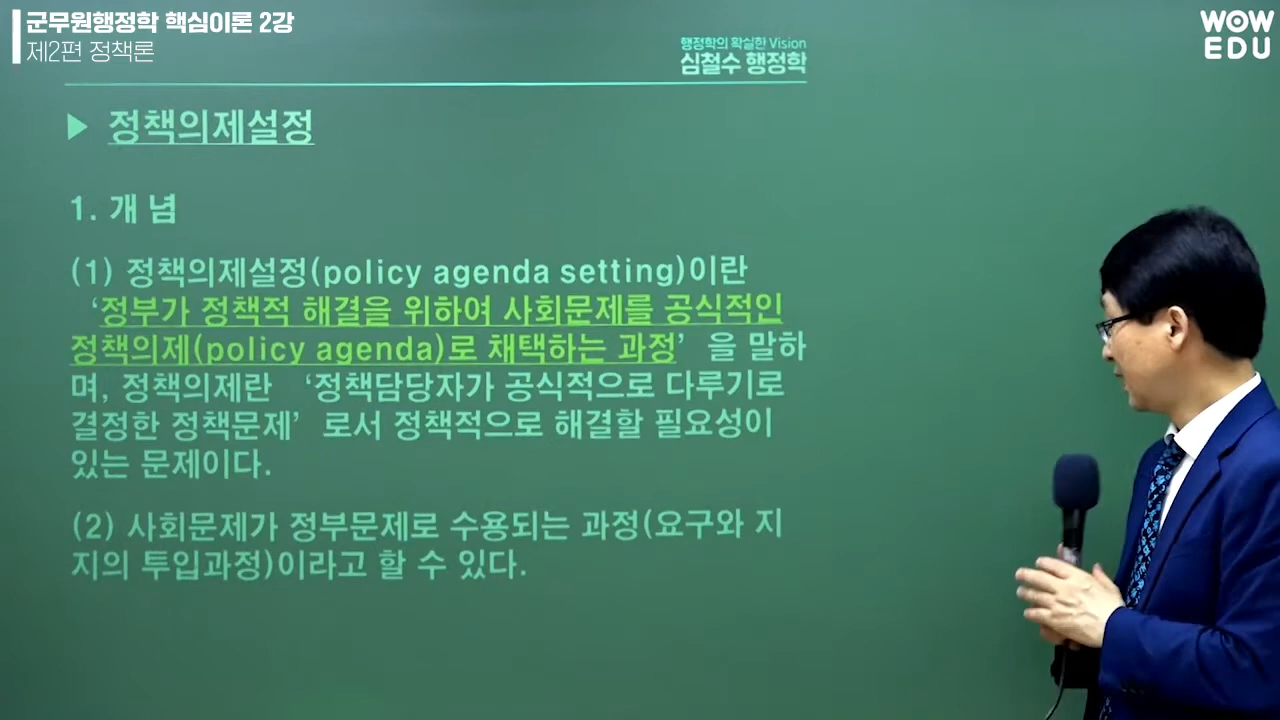 군무원행정학 핵심이론 2강
제2편 정책론
WOW
EDU
행정학의 확실한 Vision
심철수 행정학
▶ 정책의제설정
1. 개 념
(1) 정책의제설정(policy agenda setting)이란
‘정부가 정책적 해결을 위하여 사회문제를 공식적인
정책의제(policy agenda)로 채택하는 과정’ 을 말하
며, 정책의제란 ‘정책담당자가 공식적으로 다루기로
결정한 정책문제’ 로서 정책적으로 해결할 필요성이
있는 문제이다.
(2) 사회문제가 정부문제로 수용되는 과정(요구와 지
지의 투입과정)이라고 할 수 있다.